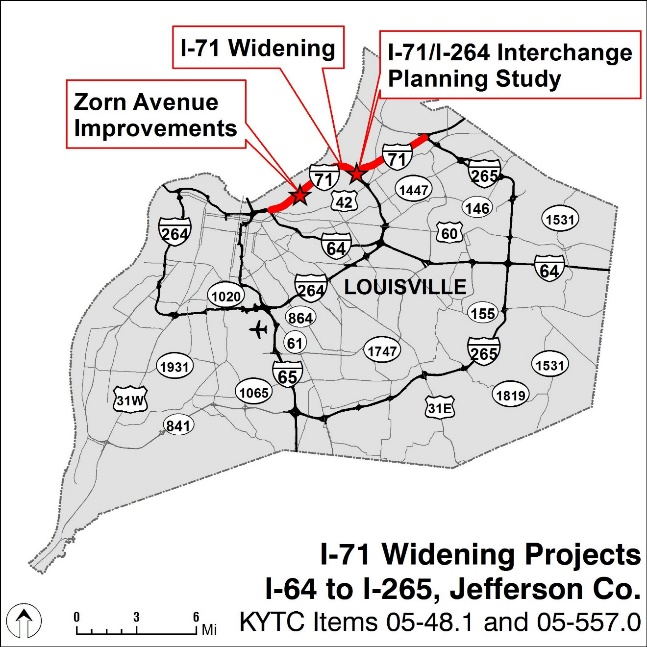 I-71 Widening
I-71/I-264 Interchange
Planning Study
Zorn Avenue
Improvements
71
71
265
1447
42
146
1531
264
60
64
64
264
1020
LOUISVILLE
864
155
61
1747
265
1931
65
1531
1065
31W
1819
31E
841
I-71 Widening Projects
I-64 to I-265, Jefferson Co.
KYTC Items 05-48.1 and 05-557.0
0 3 6
Mi